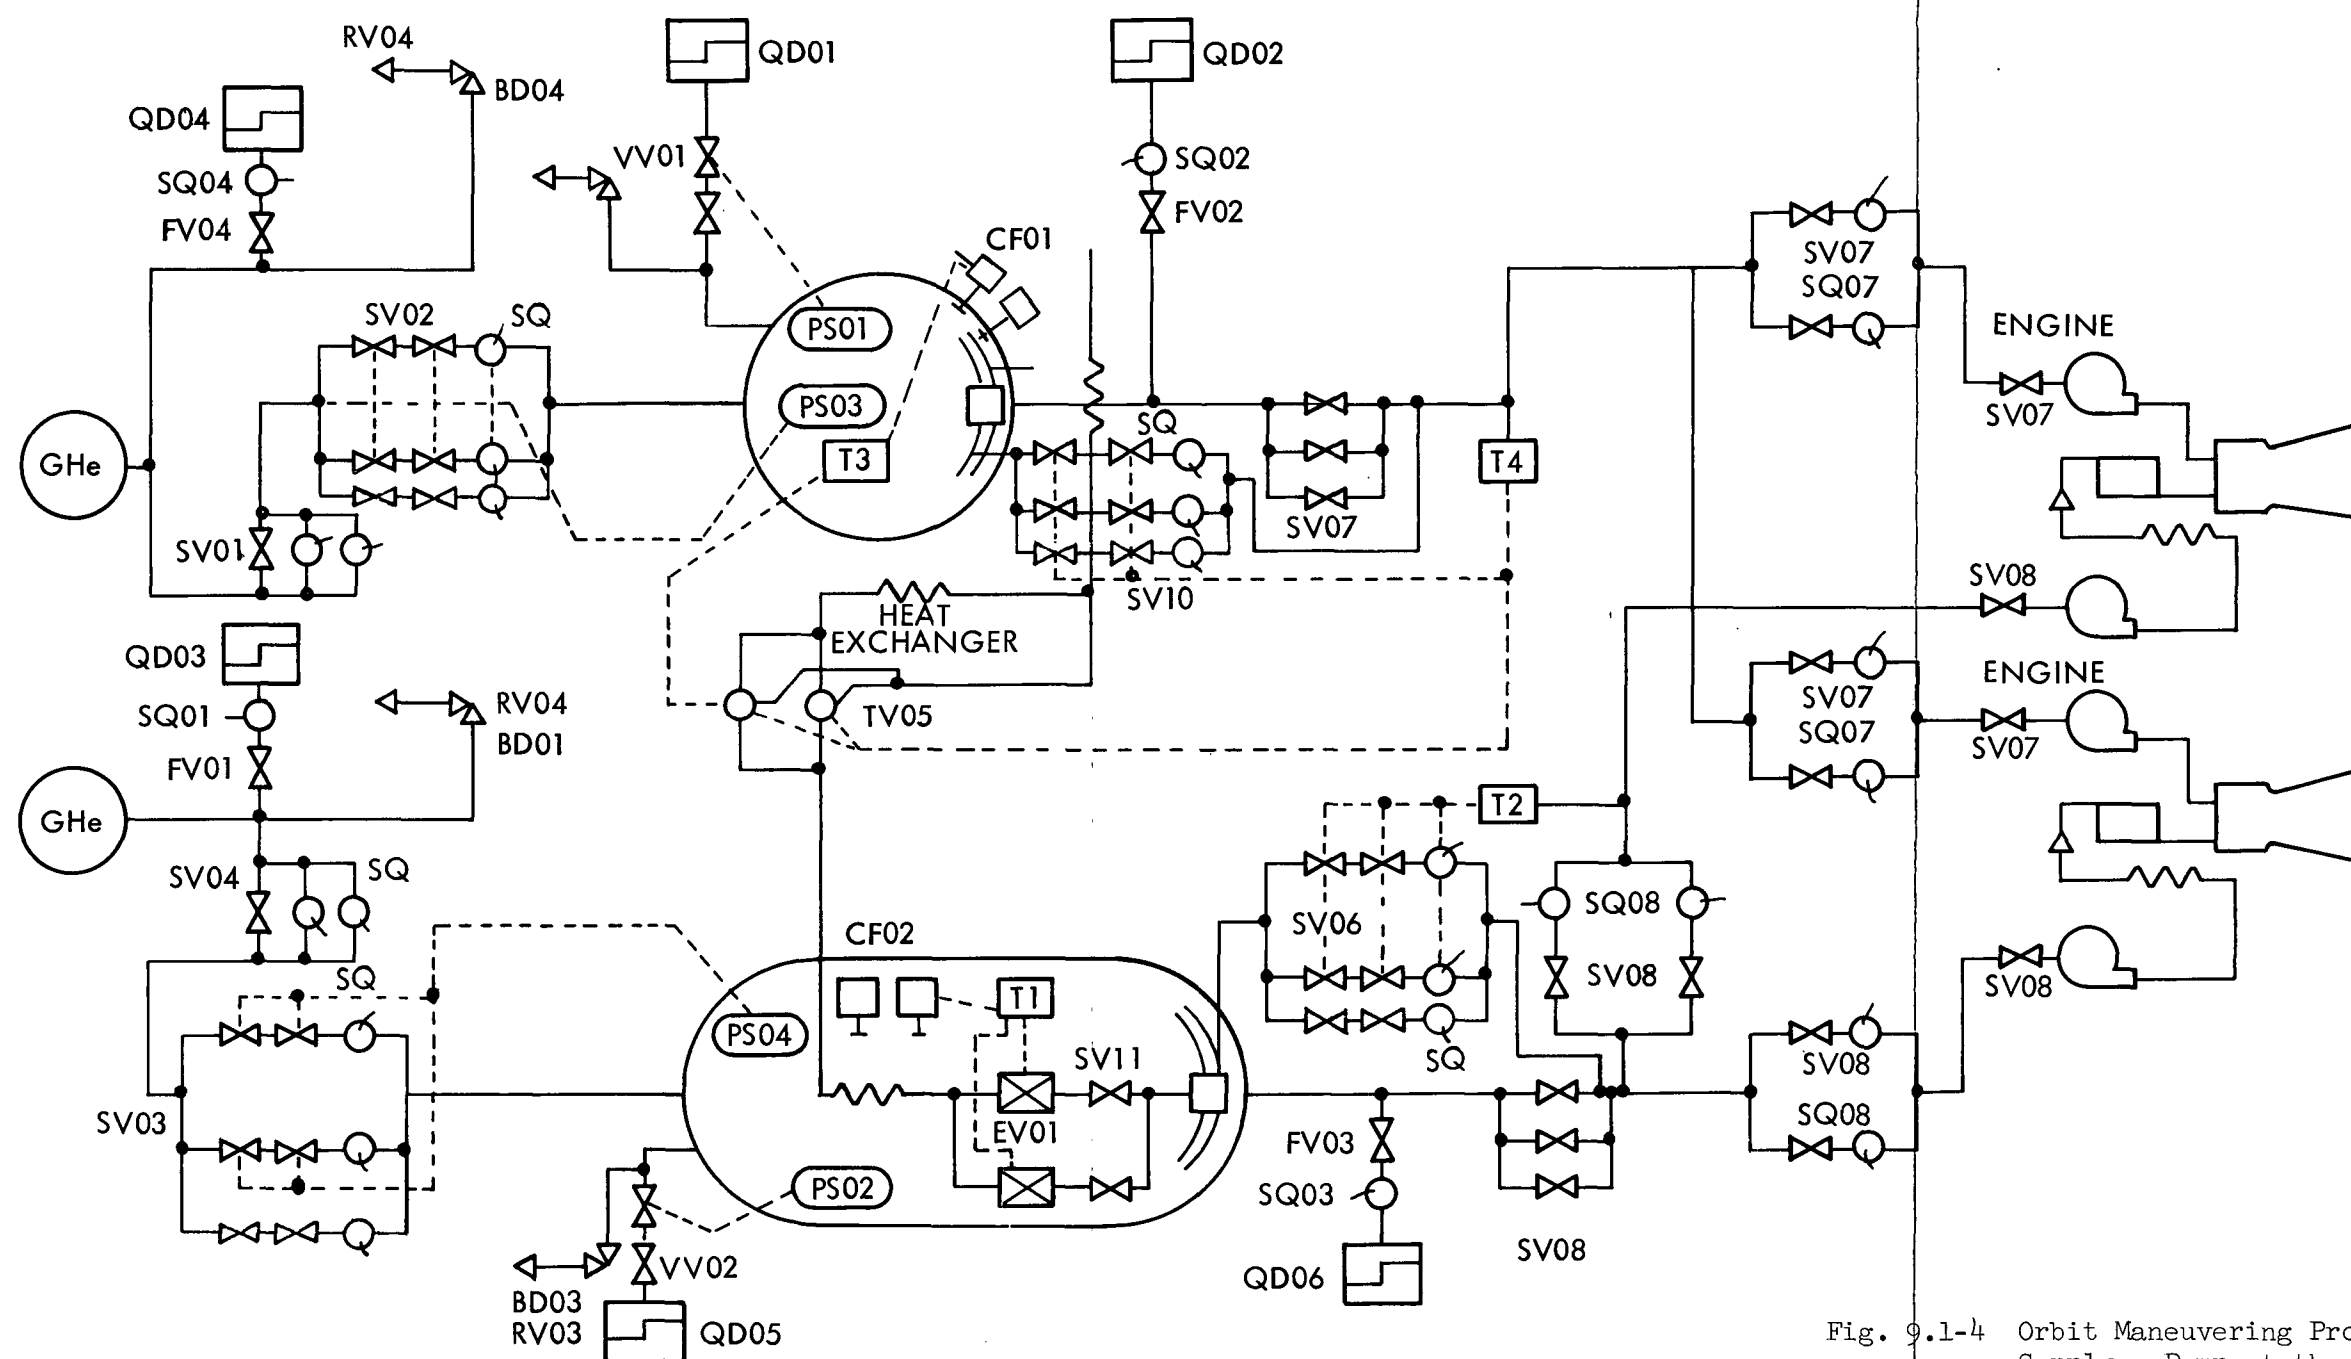 RV04
QD01
QD02
BD04
QD04
VV01
SQ02
SQ04
FV02
FV04
CF01
SV07
SQ07
SV02
SQ
PS01
ENGINE
PS03
SQ
SV07
T3
T4
GHe
SV07
SV01
SV08
SV10
HEAT
EXCHANGER
QD03
ENGINE
SV07
SQ07
SQ01
RV04
BD01
TV05
SV07
FV01
T2
GHe
SV04
SQ
SQ08
SV06
CF02
SV08
SV08
SQ
T1
PS04
SV11
SQ
SV08
SV03
SQ08
EV01
FV03
PS02
SQ03
SV08
VV02
QD06
BD03
RV03
QD05
Fig. 9.1-4 Orbit Maneuvering